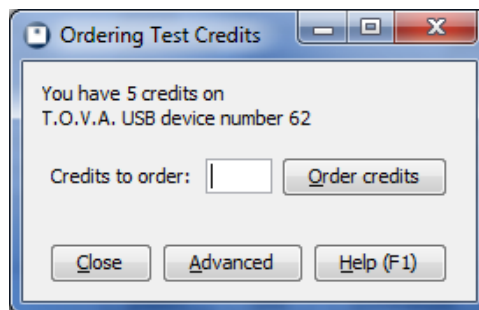 Ordering Test Credits
You have 5 credits on
T.O.V.A. USB device number 62
Credits to order: Order credits
Close Advanced Help (F1)